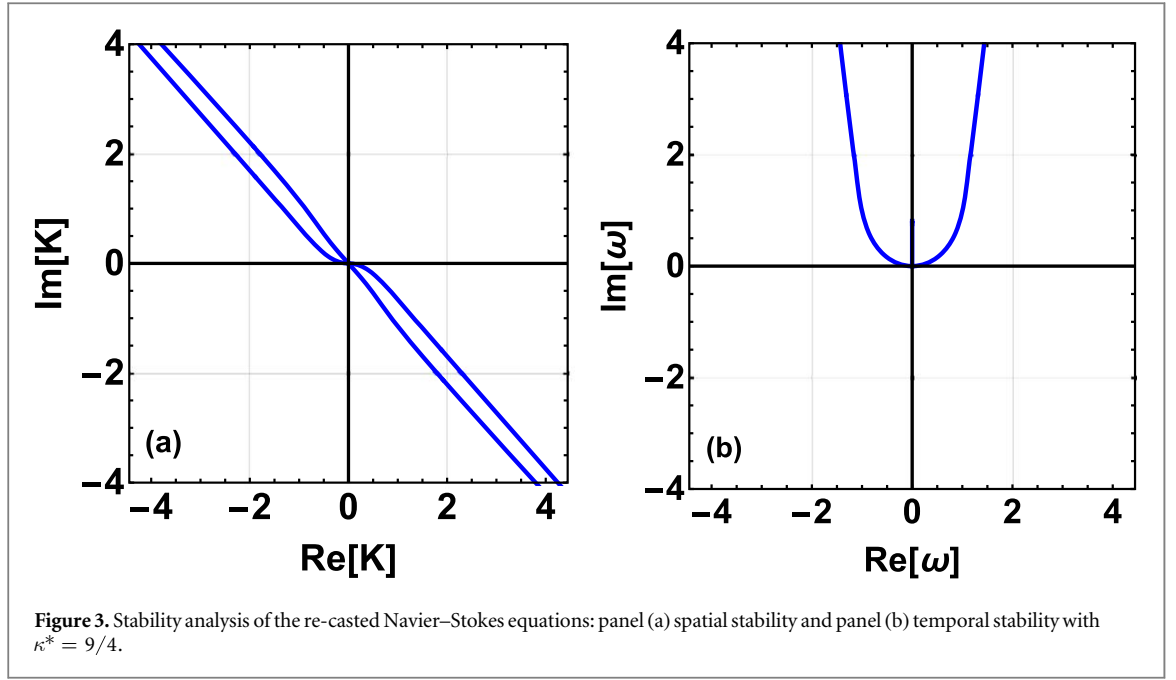 4
2
0
−2
−4
Im[K]
(a)
−4 −2 0 2 4
Re[K]
4
2
0
−2
−4
Im[ω]
(b)
−4 −2 0 2 4
Re[ω]
Figure 3. Stability analysis of the re-casted Navier–Stokes equations: panel (a) spatial stability and panel (b) temporal stability with
κ* = 9/4.